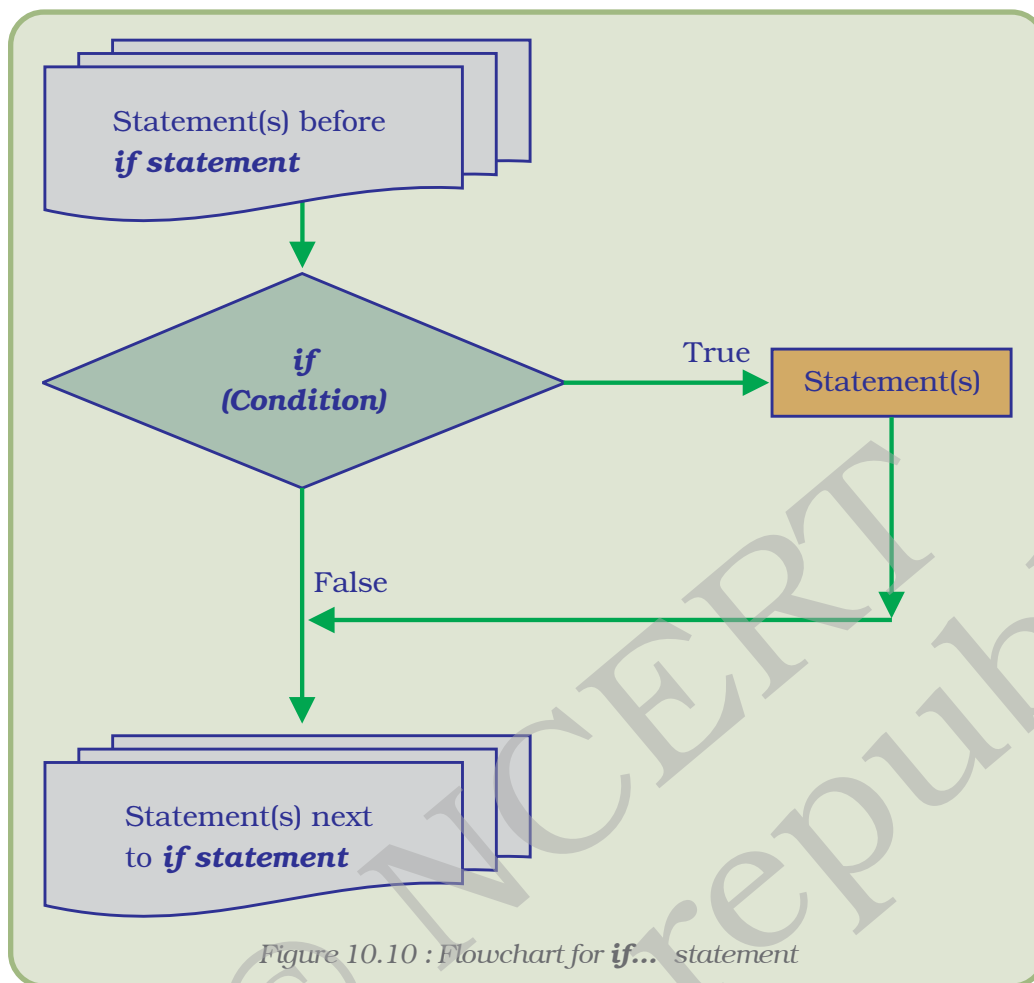 Statement(s) before
if statement
if
(Condition)
True
Statement(s)
False
Statement(s) next
to if statement
Figure 10.10 : Flowchart for if... statement
© NCERT